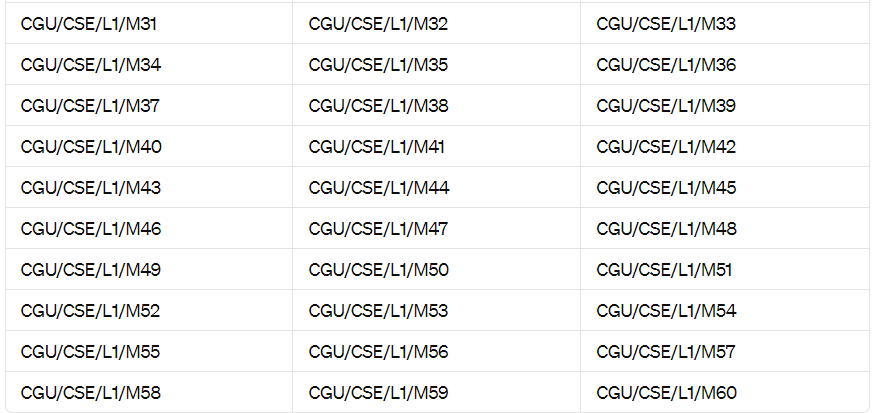 CGU/CSE/L1/M31 CGU/CSE/L1/M32 CGU/CSE/L1/M33
CGU/CSE/L1/M34 CGU/CSE/L1/M35 CGU/CSE/L1/M36
CGU/CSE/L1/M37 CGU/CSE/L1/M38 CGU/CSE/L1/M39
CGU/CSE/L1/M40 CGU/CSE/L1/M41 CGU/CSE/L1/M42
CGU/CSE/L1/M43 CGU/CSE/L1/M44 CGU/CSE/L1/M45
CGU/CSE/L1/M46 CGU/CSE/L1/M47 CGU/CSE/L1/M48
CGU/CSE/L1/M49 CGU/CSE/L1/M50 CGU/CSE/L1/M51
CGU/CSE/L1/M52 CGU/CSE/L1/M53 CGU/CSE/L1/M54
CGU/CSE/L1/M55 CGU/CSE/L1/M56 CGU/CSE/L1/M57
CGU/CSE/L1/M58 CGU/CSE/L1/M59 CGU/CSE/L1/M60